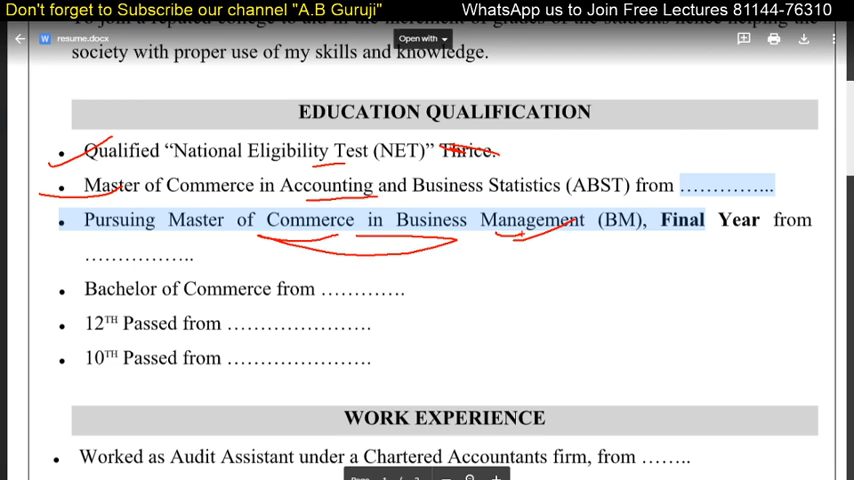 Don't forget to Subscribe our channel "A.B Guruji" WhatsApp us to Join Free Lectures 81144-76310
resume.docx Open with
society with proper use of my skills and knowledge.
EDUCATION QUALIFICATION
• Qualified “National Eligibility Test (NET)” Thrice.
• Master of Commerce in Accounting and Business Statistics (ABST) from …………..
• Pursuing Master of Commerce in Business Management (BM), Final Year from
……………..
• Bachelor of Commerce from ………….
• 12TH Passed from …………………….
• 10TH Passed from …………………….
WORK EXPERIENCE
• Worked as Audit Assistant under a Chartered Accountants firm, from ……..